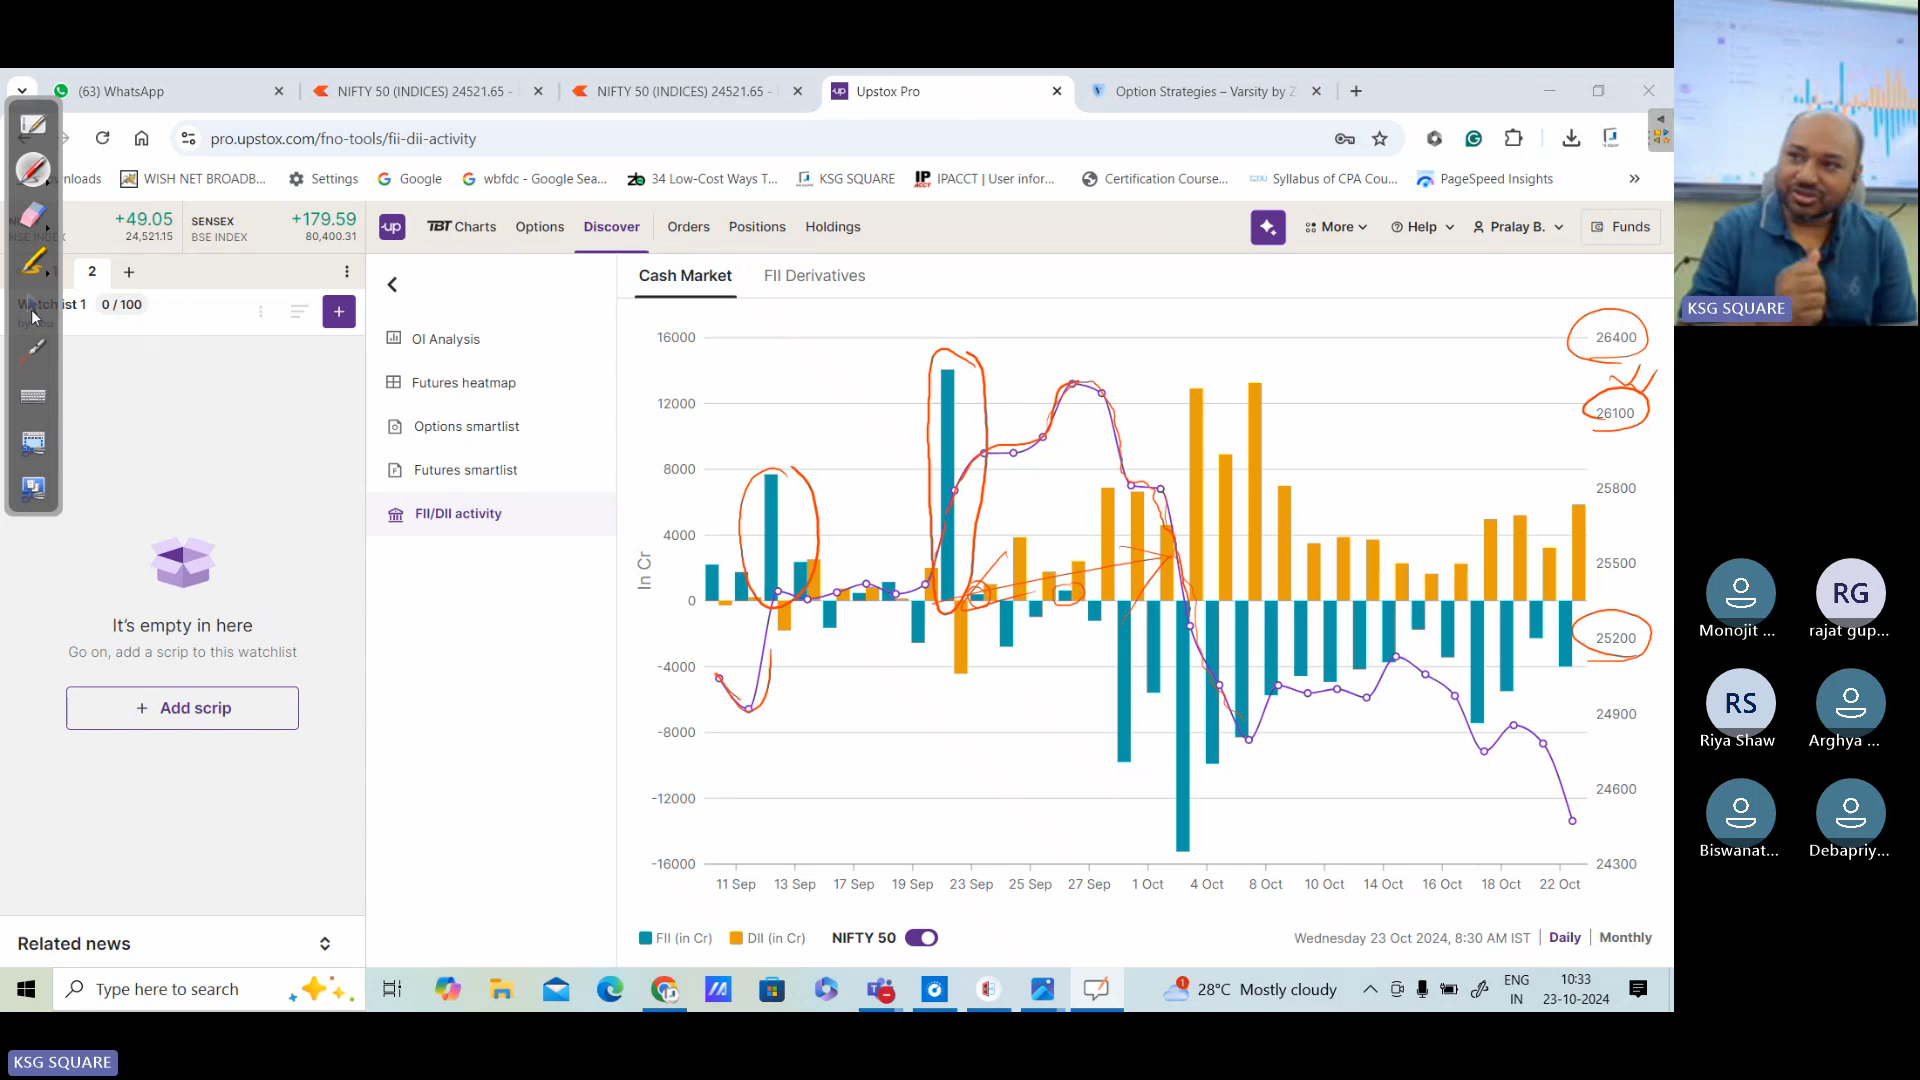 (63) WhatsApp
NIFTY 50 (INDICES) 24521.65 -
NIFTY 50 (INDICES) 24521.65 -
Upstox Pro
Option Strategies – Varsity by Z
pro.upstox.com/fno-tools/fii-dii-activity
wnloads
WISH NET BROADB...
Settings
Google
wbfdc - Google Sea...
34 Low-Cost Ways T...
KSG SQUARE
IPACCT | User infor...
Certification Course...
Syllabus of CPA Cou...
PageSpeed Insights
+49.05
24,521.15
SENSEX +179.59
BSE INDEX 80,400.31
up
TBT Charts
Options
Discover
Orders
Positions
Holdings
More
Help
Pralay B.
Funds
2
Watchlist 1 0 / 100
It's empty in here
Go on, add a scrip to this watchlist
+ Add scrip
Related news
OI Analysis
Futures heatmap
Options smartlist
Futures smartlist
FII/DII activity
Cash Market
FII Derivatives
In Cr
16000
12000
8000
4000
0
-4000
-8000
-12000
-16000
26400
26100
25800
25500
25200
24900
24600
24300
11 Sep
13 Sep
17 Sep
19 Sep
23 Sep
25 Sep
27 Sep
1 Oct
4 Oct
8 Oct
10 Oct
14 Oct
16 Oct
18 Oct
22 Oct
FII (in Cr)
DII (in Cr)
NIFTY 50
Wednesday 23 Oct 2024, 8:30 AM IST
Daily
Monthly
KSG SQUARE
RG
Monojit ...
rajat gup...
RS
Riya Shaw
Arghya ...
Biswanat...
Debapriy...
Type here to search
28°C Mostly cloudy
ENG
IN
10:33
23-10-2024
KSG SQUARE